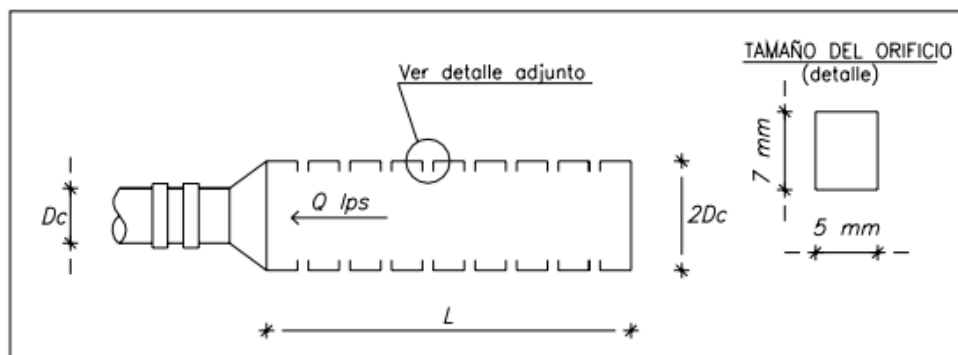 Ver detalle adjunto
TAMAÑO DEL ORIFICIO
(detalle)
7 mm
5 mm
Dc
Q lps
2Dc
L